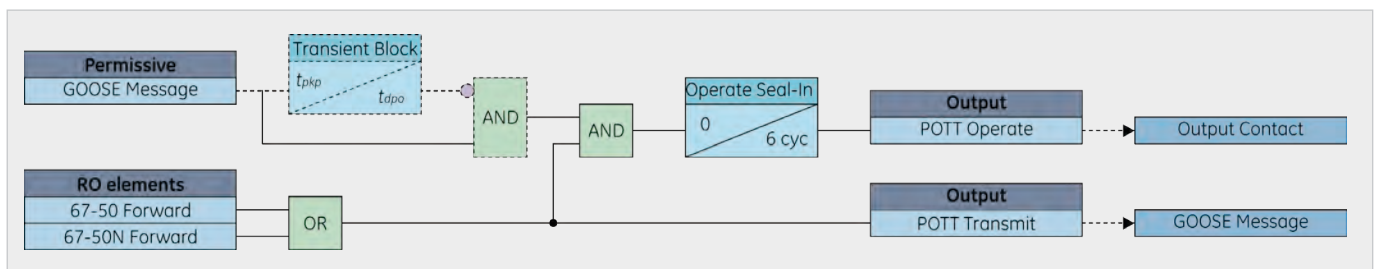 Permissive
GOOSE Message
Transient Block
tpkp
tdpo
AND
AND
Operate Seal-In
0
6 cyc
Output
POTT Operate
Output Contact
RO elements
67-50 Forward
67-50N Forward
OR
Output
POTT Transmit
GOOSE Message